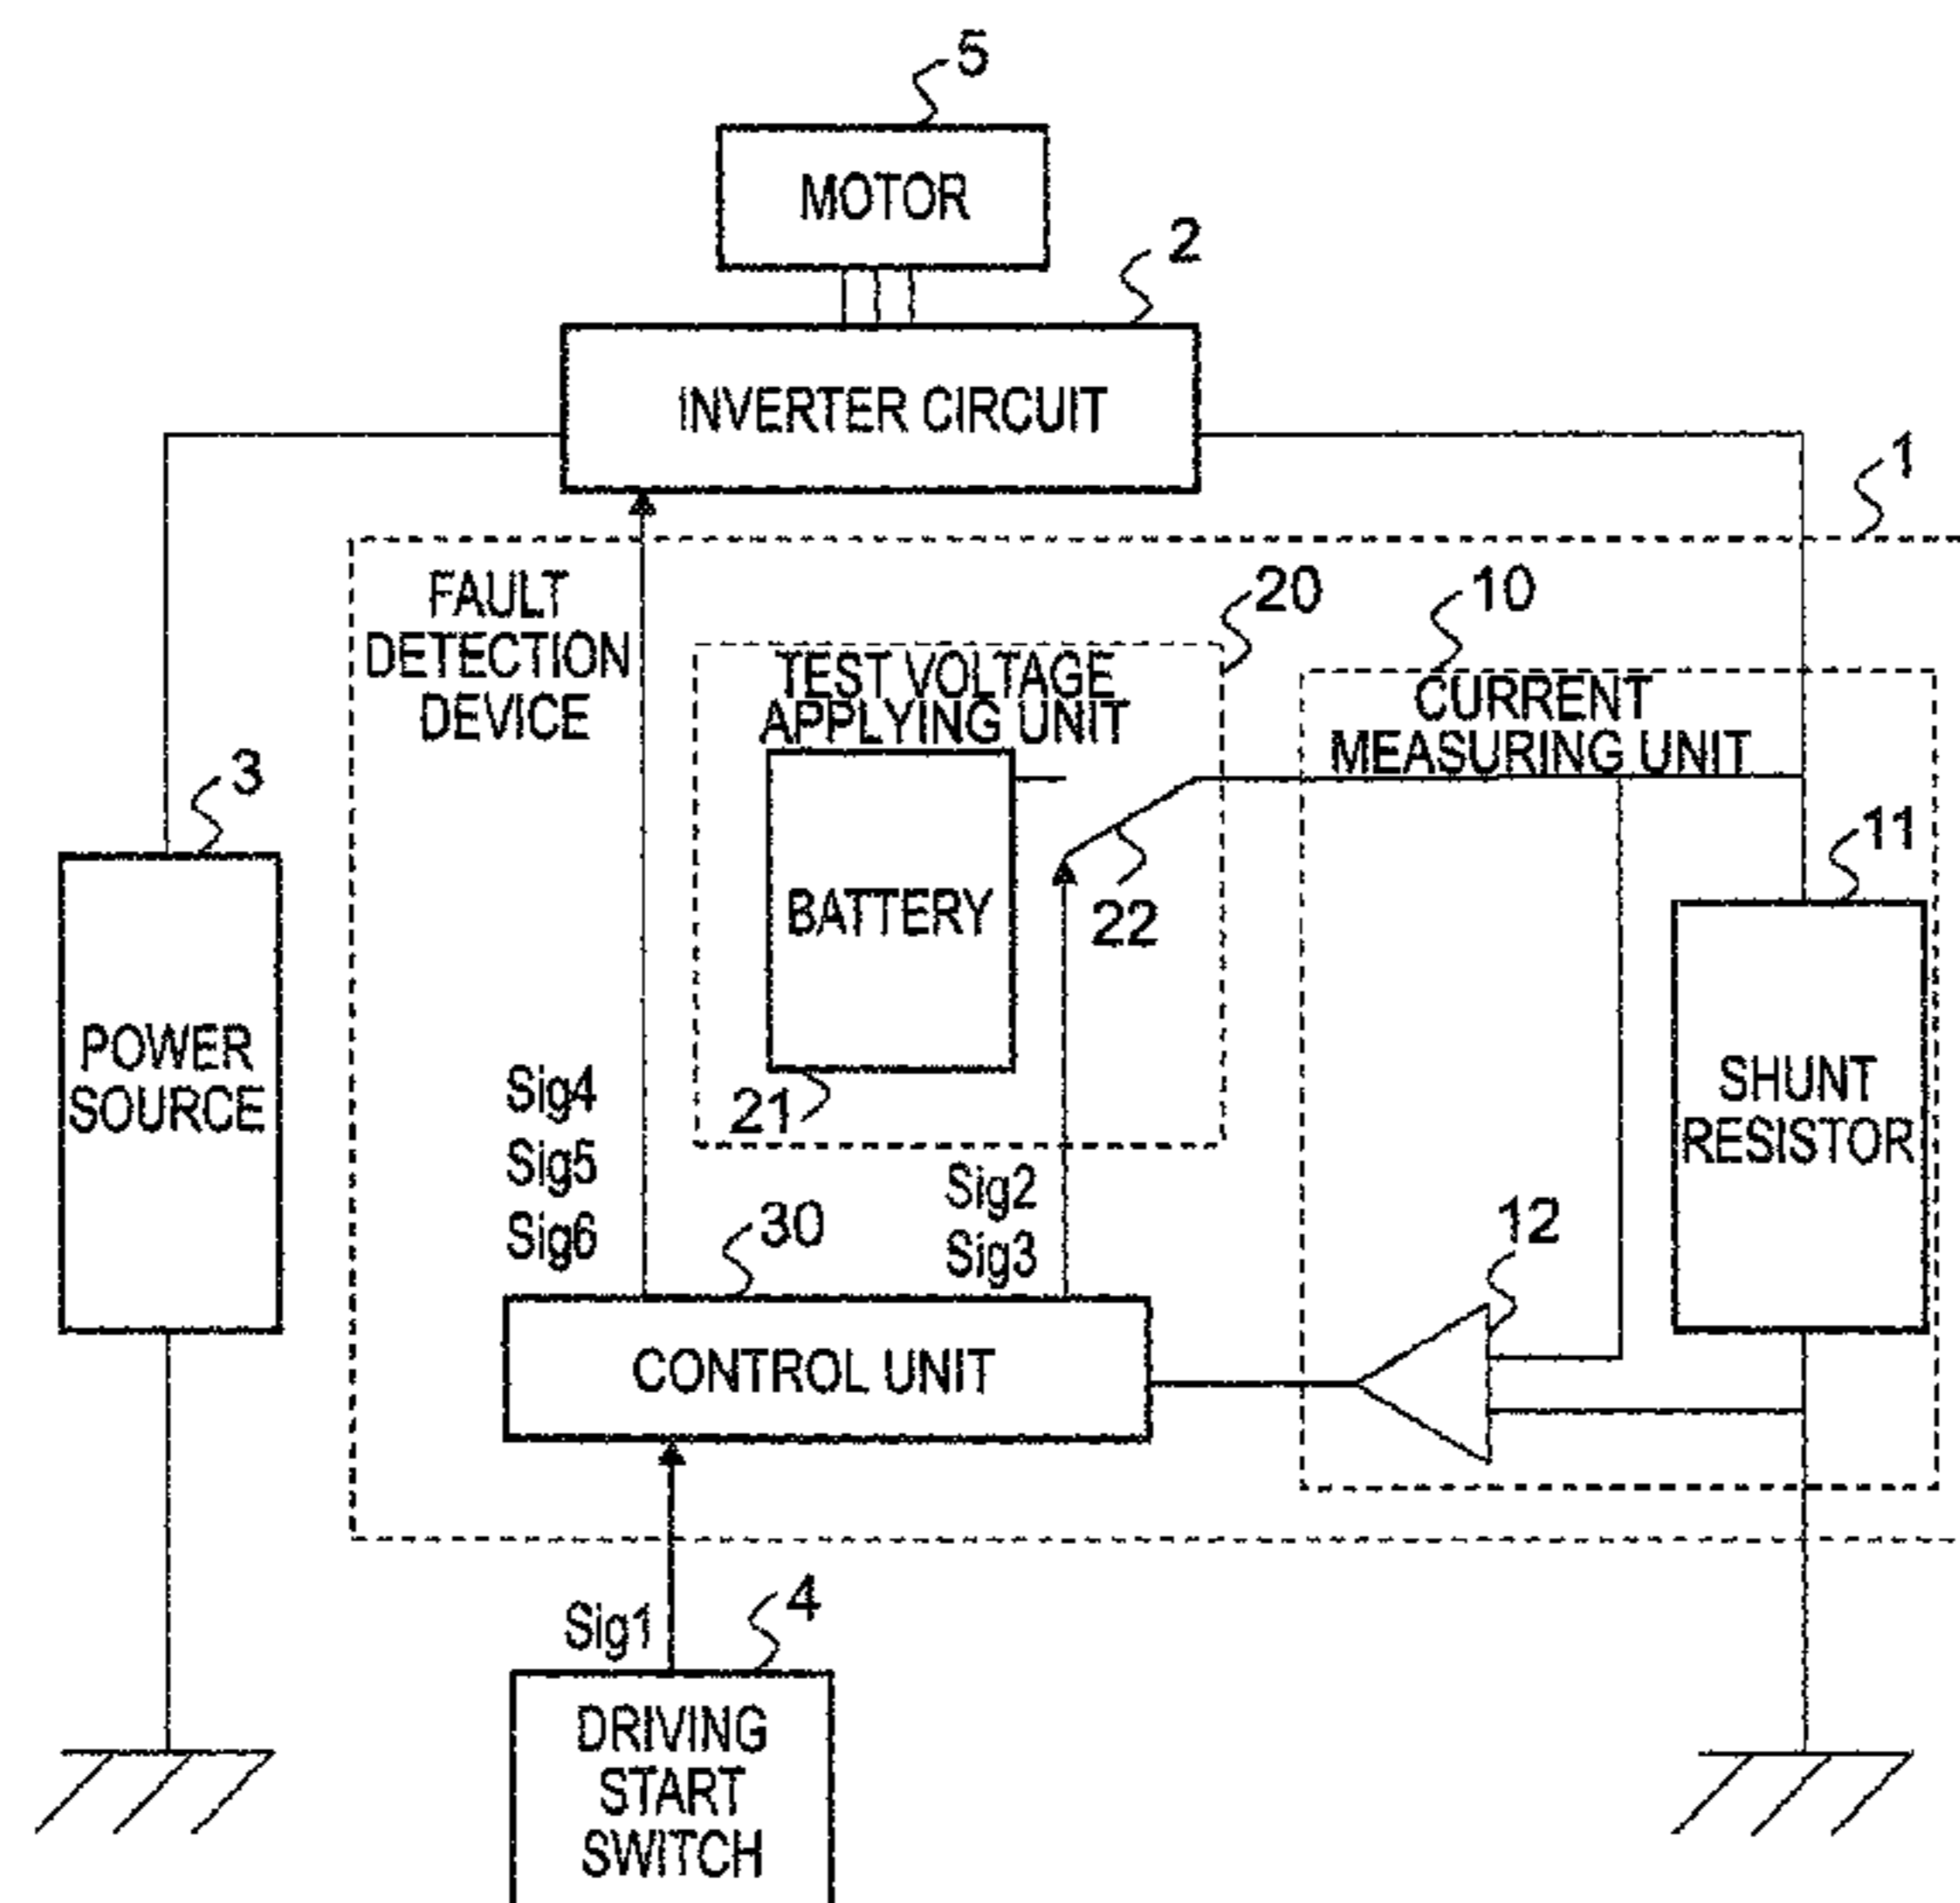 5
MOTOR
2
INVERTER CIRCUIT
1
FAULT
DETECTION
DEVICE
20
10
TEST VOLTAGE
APPLYING UNIT
CURRENT
MEASURING UNIT
3
11
BATTERY
22
POWER
SOURCE
SHUNT
RESISTOR
21
Sig4
Sig5
Sig6
Sig2
Sig3
30
12
CONTROL UNIT
Sig1
4
DRIVING
START
SWITCH